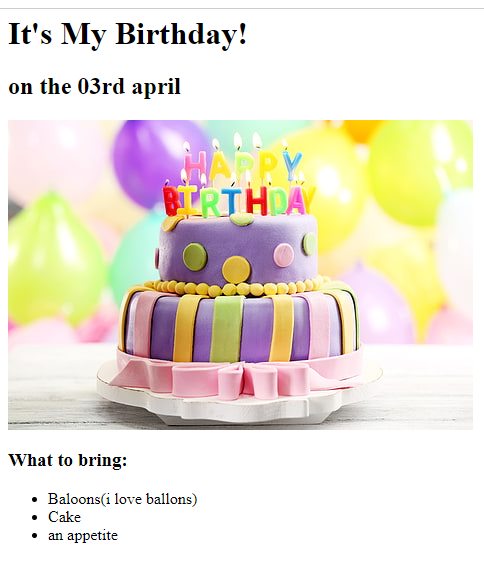 It's My Birthday!
on the 03rd april
HAPPY
BIRTHDAY
What to bring:
Baloons(i love ballons)
Cake
an appetite